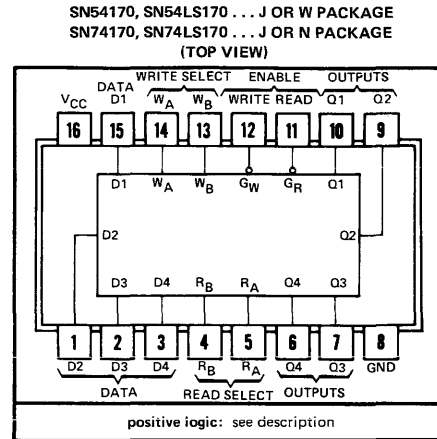 SN54170, SN54LS170 . . . J OR W PACKAGE
SN74170, SN74LS170 . . . J OR N PACKAGE
(TOP VIEW)
DATA WRITE SELECT ENABLE OUTPUTS
VCC D1 WA WB WRITE READ Q1 Q2
16 15 14 13 12 11 10 9
D1 WA WB GW GR Q1
D2 Q2
D3 D4 RB RA Q4 Q3
1 2 3 4 5 6 7 8
D2 D3 D4 RB RA Q4 Q3 GND
DATA READ SELECT OUTPUTS
positive logic: see description